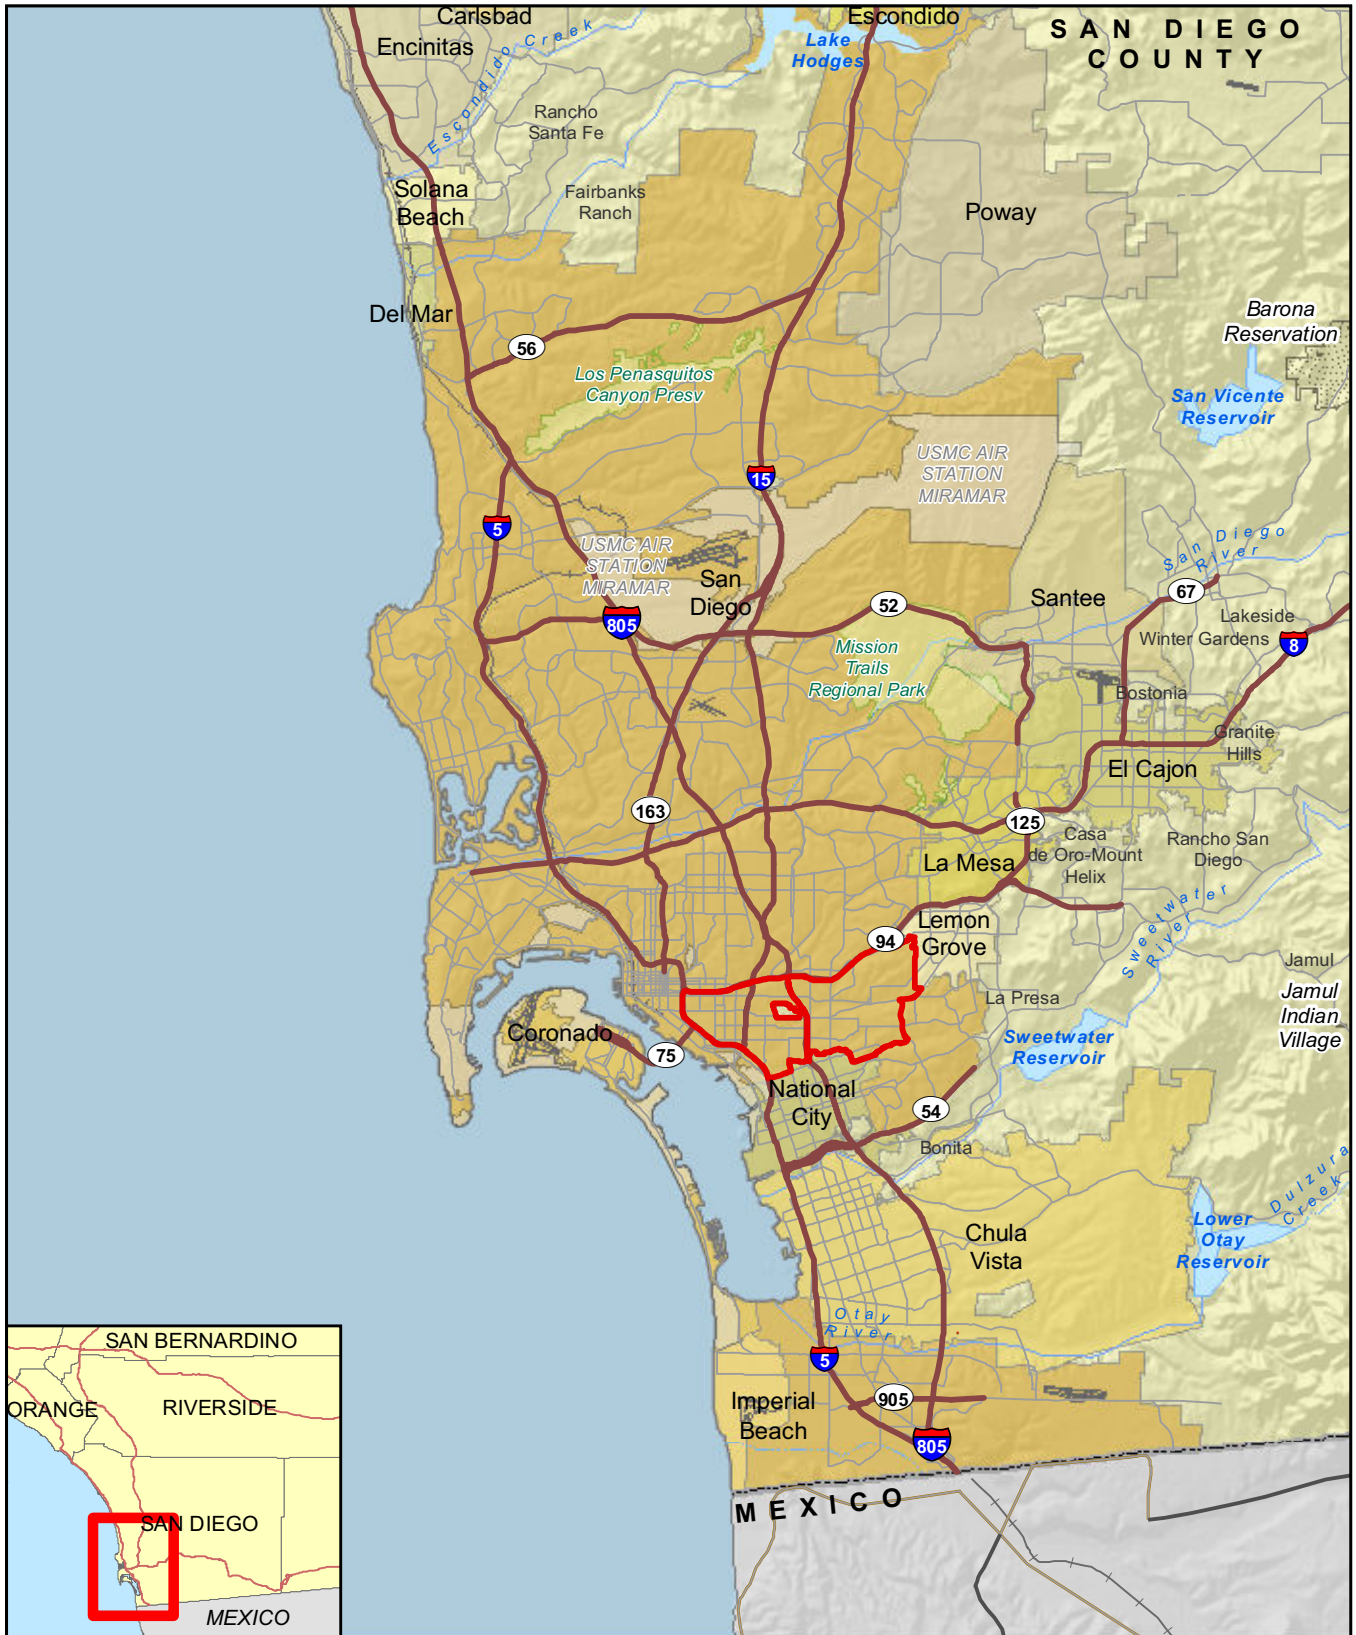 Carlsbad
Escondido
SAN DIEGO
COUNTY
Encinitas
Escondido Creek
Lake
Hodges
Rancho
Santa Fe
Solana
Beach
Fairbanks
Ranch
Poway
Del Mar
Barona
Reservation
56
Los Penasquitos
Canyon Presv
San Vicente
Reservoir
USMC AIR
STATION
MIRAMAR
15
5
USMC AIR
STATION
MIRAMAR
San Diego
River
San
Diego
52
Santee
67
805
Lakeside
Winter Gardens
8
Mission
Trails
Regional Park
Bostonia
Granite
Hills
El Cajon
163
125
Casa
de Oro-Mount
Helix
Rancho San
Diego
La Mesa
Sweetwater
River
94
Lemon
Grove
Jamul
La Presa
Jamul
Indian
Village
Coronado
75
Sweetwater
Reservoir
National
City
54
Bonita
Dulzura
Creek
Lower
Otay
Reservoir
Chula
Vista
Otay
River
5
905
Imperial
Beach
805
MEXICO
SAN BERNARDINO
ORANGE
RIVERSIDE
SAN DIEGO
MEXICO